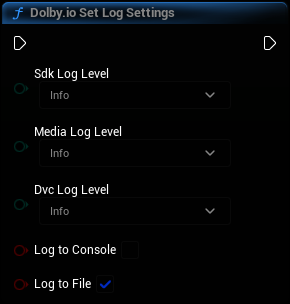 Dolby.io Set Log Settings
Sdk Log Level
Info
Media Log Level
Info
Dvc Log Level
Info
Log to Console
Log to File